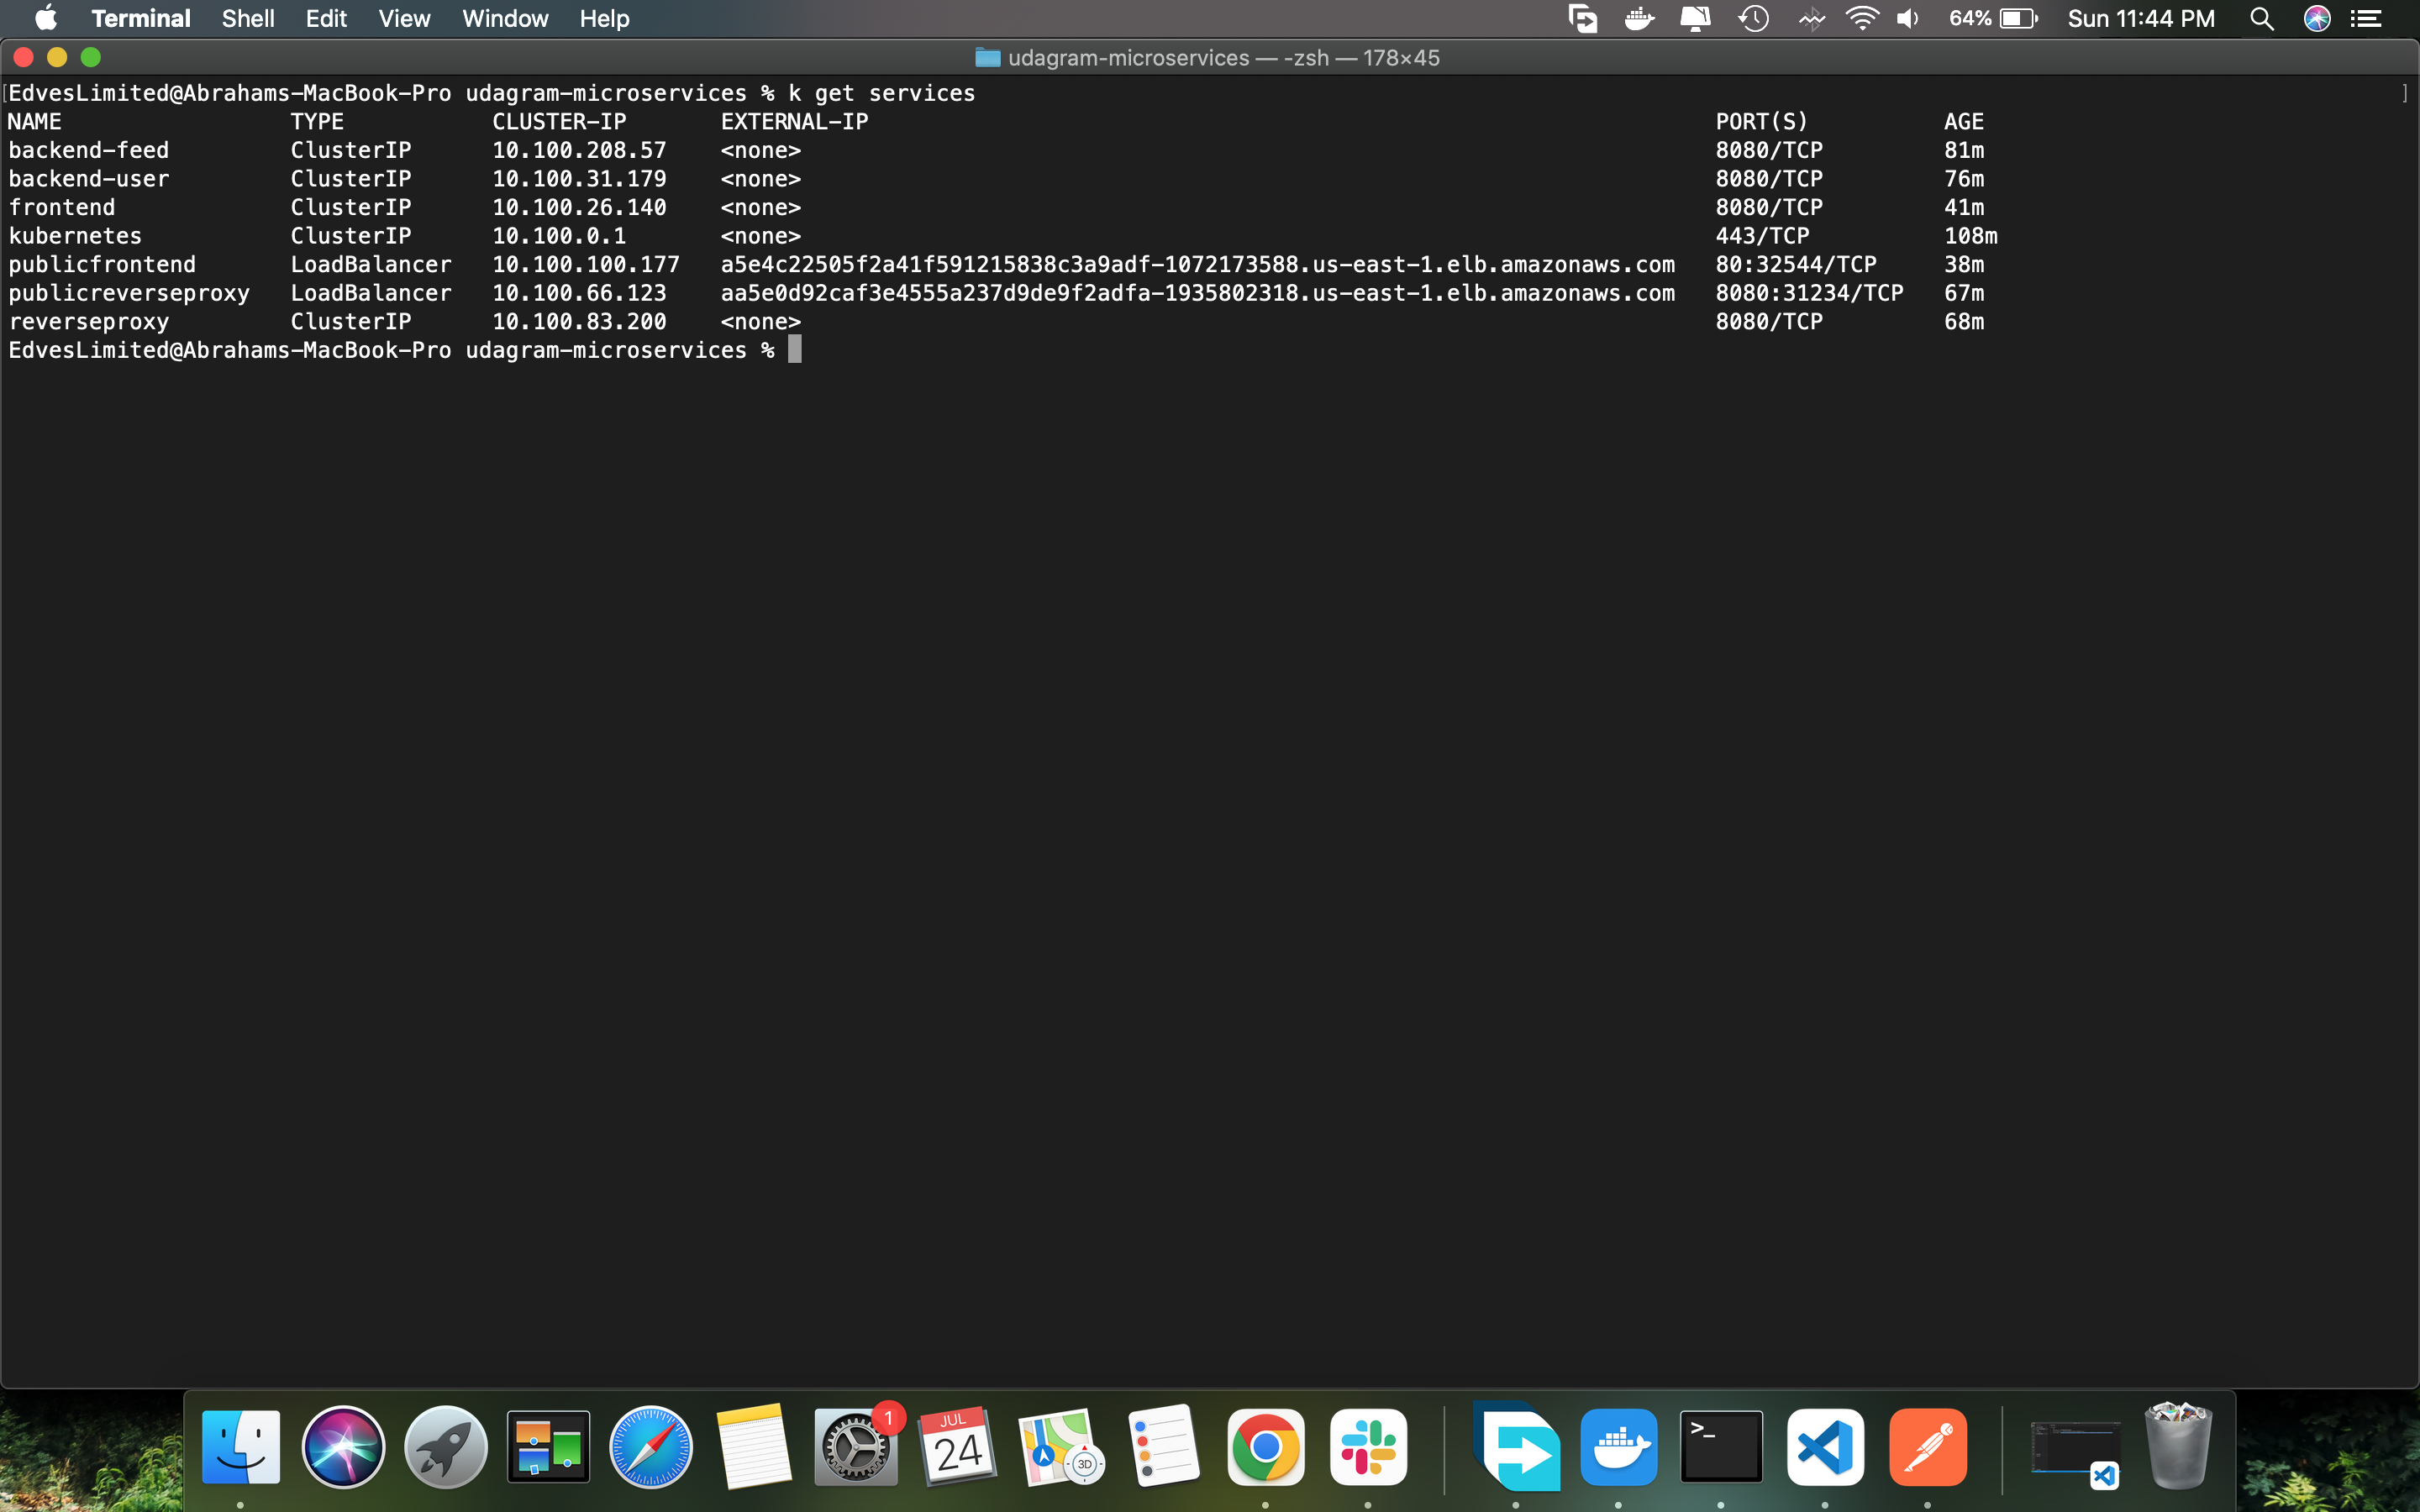 Terminal Shell Edit View Window Help 64% Sun 11:44 PM
udagram-microservices — -zsh — 178×45
[EdvesLimited@Abrahams-MacBook-Pro udagram-microservices % k get services ]
NAME TYPE CLUSTER-IP EXTERNAL-IP PORT(S) AGE
backend-feed ClusterIP 10.100.208.57 <none> 8080/TCP 81m
backend-user ClusterIP 10.100.31.179 <none> 8080/TCP 76m
frontend ClusterIP 10.100.26.140 <none> 8080/TCP 41m
kubernetes ClusterIP 10.100.0.1 <none> 443/TCP 108m
publicfrontend LoadBalancer 10.100.100.177 a5e4c22505f2a41f591215838c3a9adf-1072173588.us-east-1.elb.amazonaws.com 80:32544/TCP 38m
publicreverseproxy LoadBalancer 10.100.66.123 aa5e0d92caf3e4555a237d9de9f2adfa-1935802318.us-east-1.elb.amazonaws.com 8080:31234/TCP 67m
reverseproxy ClusterIP 10.100.83.200 <none> 8080/TCP 68m
EdvesLimited@Abrahams-MacBook-Pro udagram-microservices %
1
JUL
24
3D
>_